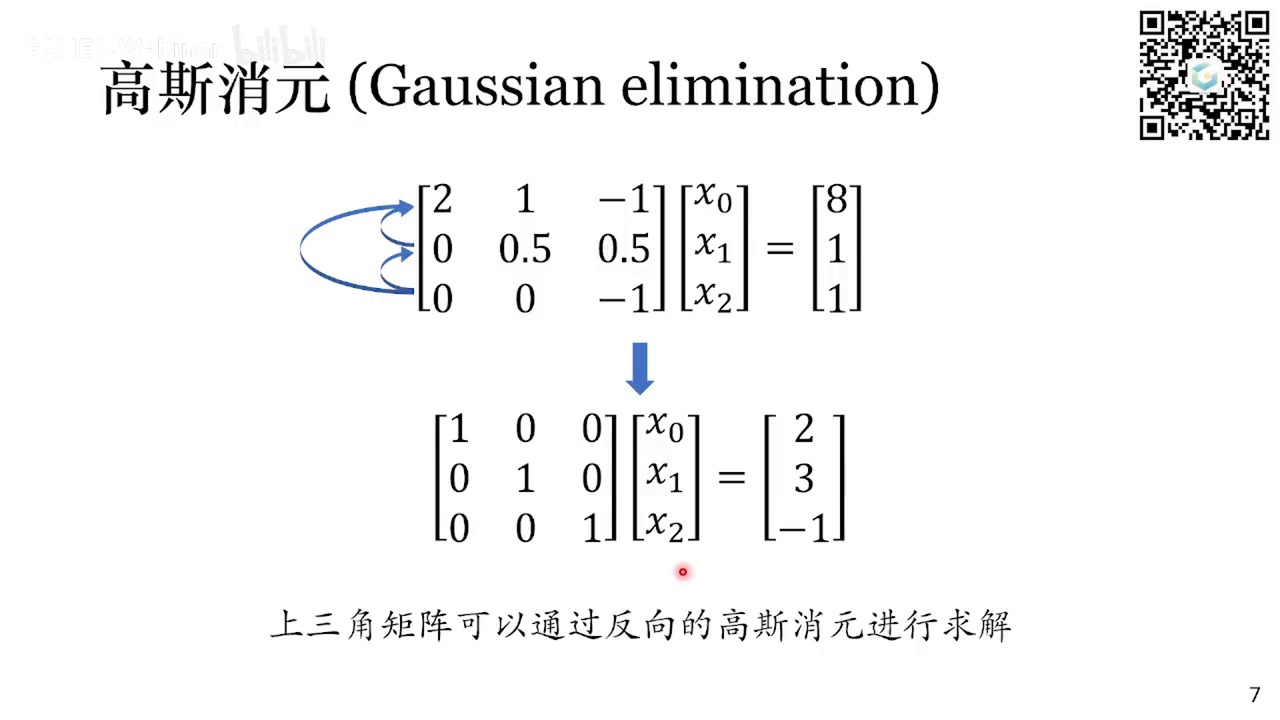 bilibili
高斯消元 (Gaussian elimination)
[2 1 −1] [x₀] [8]
[0 0.5 0.5] [x₁] = [1]
[0 0 −1] [x₂] [1]
[1 0 0] [x₀] [2]
[0 1 0] [x₁] = [3]
[0 0 1] [x₂] [−1]
上三角矩阵可以通过反向的高斯消元进行求解
7